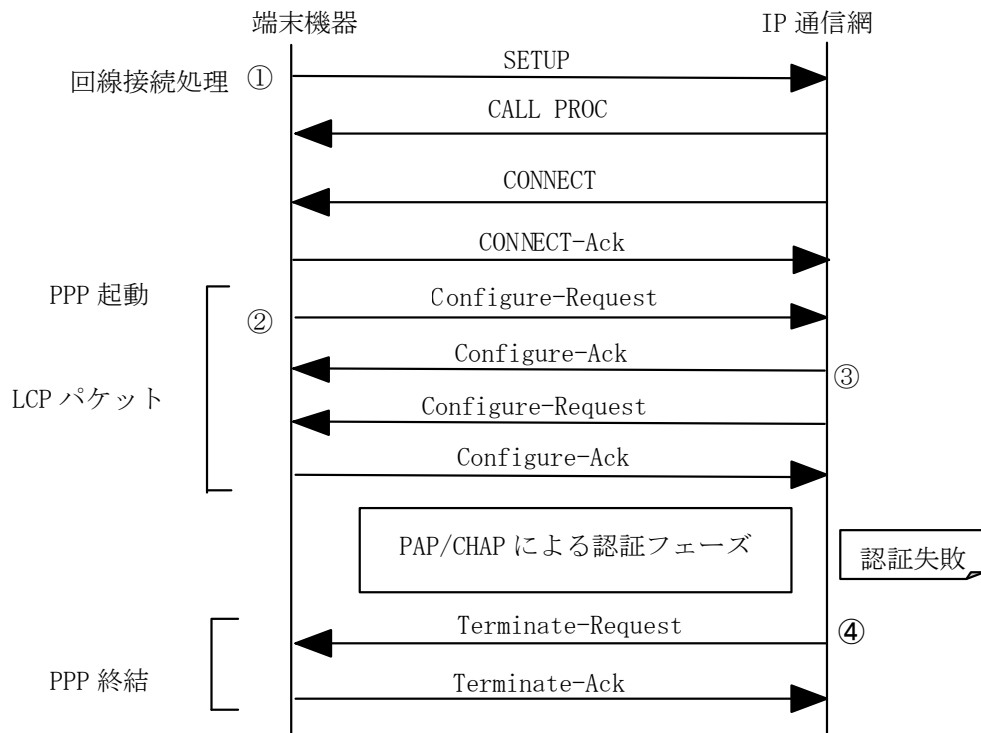 端末機器
IP 通信網
回線接続処理 ①
SETUP
CALL PROC
CONNECT
CONNECT-Ack
PPP 起動
②
Configure-Request
Configure-Ack
③
LCP パケット
Configure-Request
Configure-Ack
PAP/CHAP による認証フェーズ
認証失敗
Terminate-Request
④
PPP 終結
Terminate-Ack